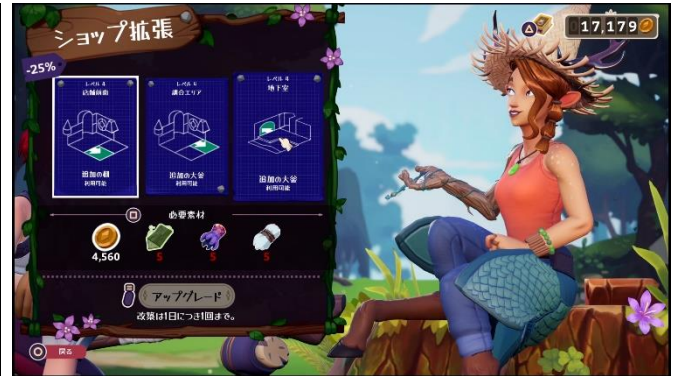 ショップ拡張
17,179
-25%
レベル 4
店舗前面
追加の棚
利用可能
レベル 6
調合エリア
追加の大釜
利用可能
レベル 4
地下室
追加の大釜
利用可能
必要素材
4,560
5
5
5
アップグレード
改築は1日につき1回まで。
戻る